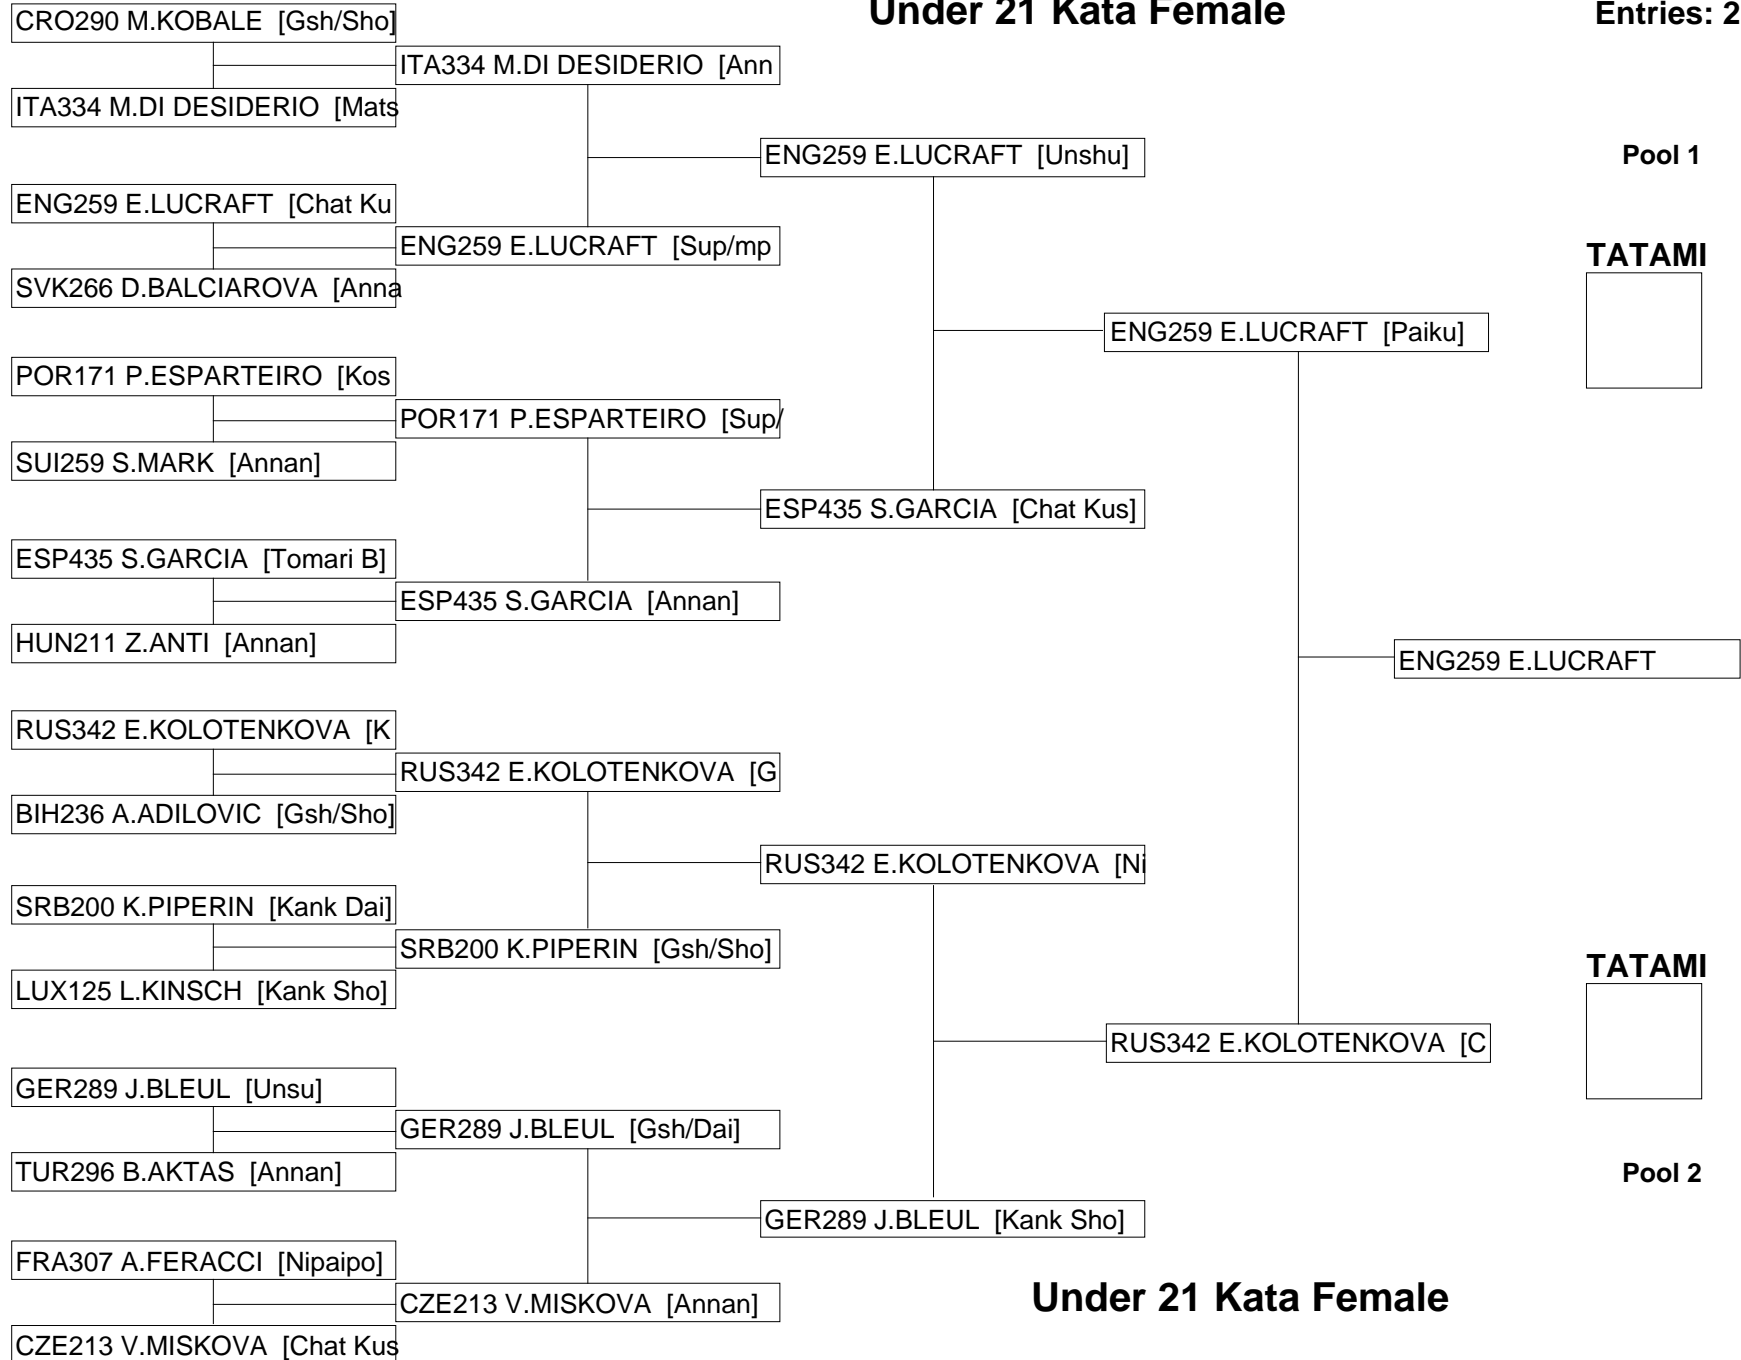 Under 21 Kata Female
Entries: 2
CRO290 M.KOBALE [Gsh/Sho]
ITA334 M.DI DESIDERIO [Ann
ITA334 M.DI DESIDERIO [Mats
ENG259 E.LUCRAFT [Unshu]
Pool 1
ENG259 E.LUCRAFT [Chat Ku
ENG259 E.LUCRAFT [Sup/mp
TATAMI
SVK266 D.BALCIAROVA [Anna
ENG259 E.LUCRAFT [Paiku]
POR171 P.ESPARTEIRO [Kos
POR171 P.ESPARTEIRO [Sup/
SUI259 S.MARK [Annan]
ESP435 S.GARCIA [Chat Kus]
ESP435 S.GARCIA [Tomari B]
ESP435 S.GARCIA [Annan]
HUN211 Z.ANTI [Annan]
ENG259 E.LUCRAFT
RUS342 E.KOLOTENKOVA [K
RUS342 E.KOLOTENKOVA [G
BIH236 A.ADILOVIC [Gsh/Sho]
RUS342 E.KOLOTENKOVA [Ni
SRB200 K.PIPERIN [Kank Dai]
SRB200 K.PIPERIN [Gsh/Sho]
TATAMI
LUX125 L.KINSCH [Kank Sho]
RUS342 E.KOLOTENKOVA [C
GER289 J.BLEUL [Unsu]
GER289 J.BLEUL [Gsh/Dai]
TUR296 B.AKTAS [Annan]
Pool 2
GER289 J.BLEUL [Kank Sho]
FRA307 A.FERACCI [Nipaipo]
CZE213 V.MISKOVA [Annan]
Under 21 Kata Female
CZE213 V.MISKOVA [Chat Kus